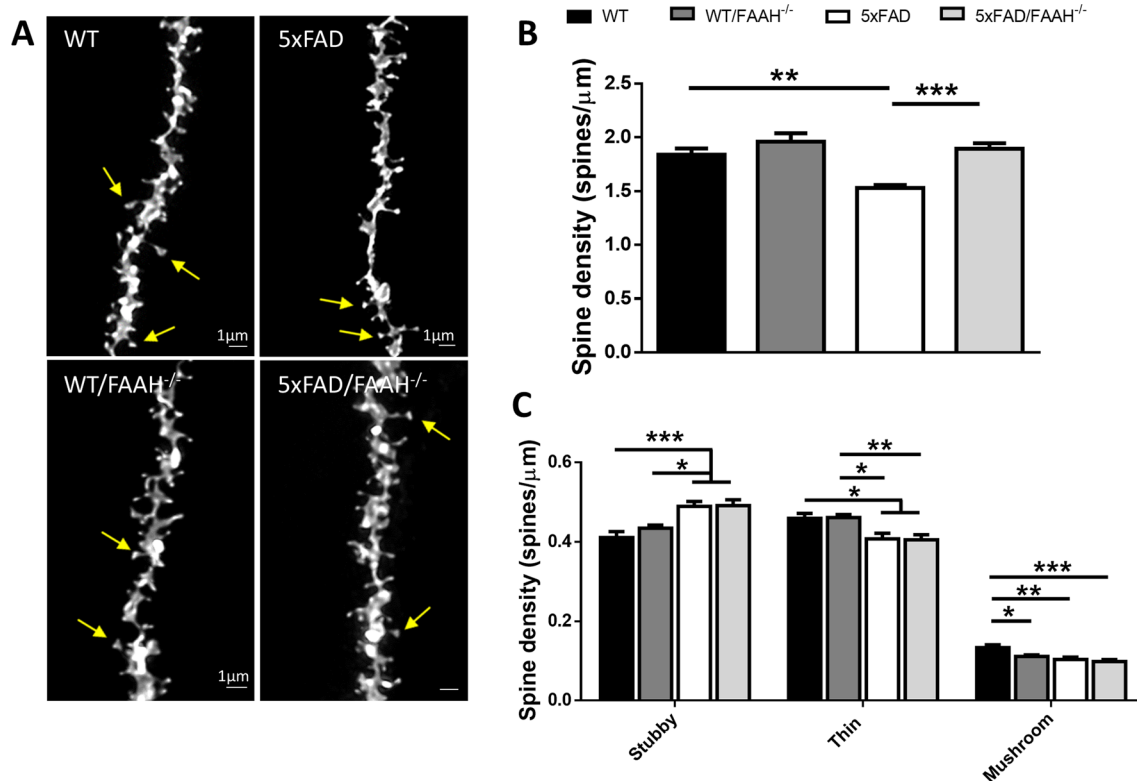 A
WT
5xFAD
1μm
1μm
WT/FAAH-/-
5xFAD/FAAH-/-
1μm
WT
WT/FAAH-/-
5xFAD
5xFAD/FAAH-/-
B
Spine density (spines/μm)
2.5
2.0
1.5
1.0
0.5
0.0
**
***
C
Spine density (spines/μm)
0.6
0.4
0.2
0.0
***
*
**
*
*
***
**
*
Stubby
Thin
Mushroom